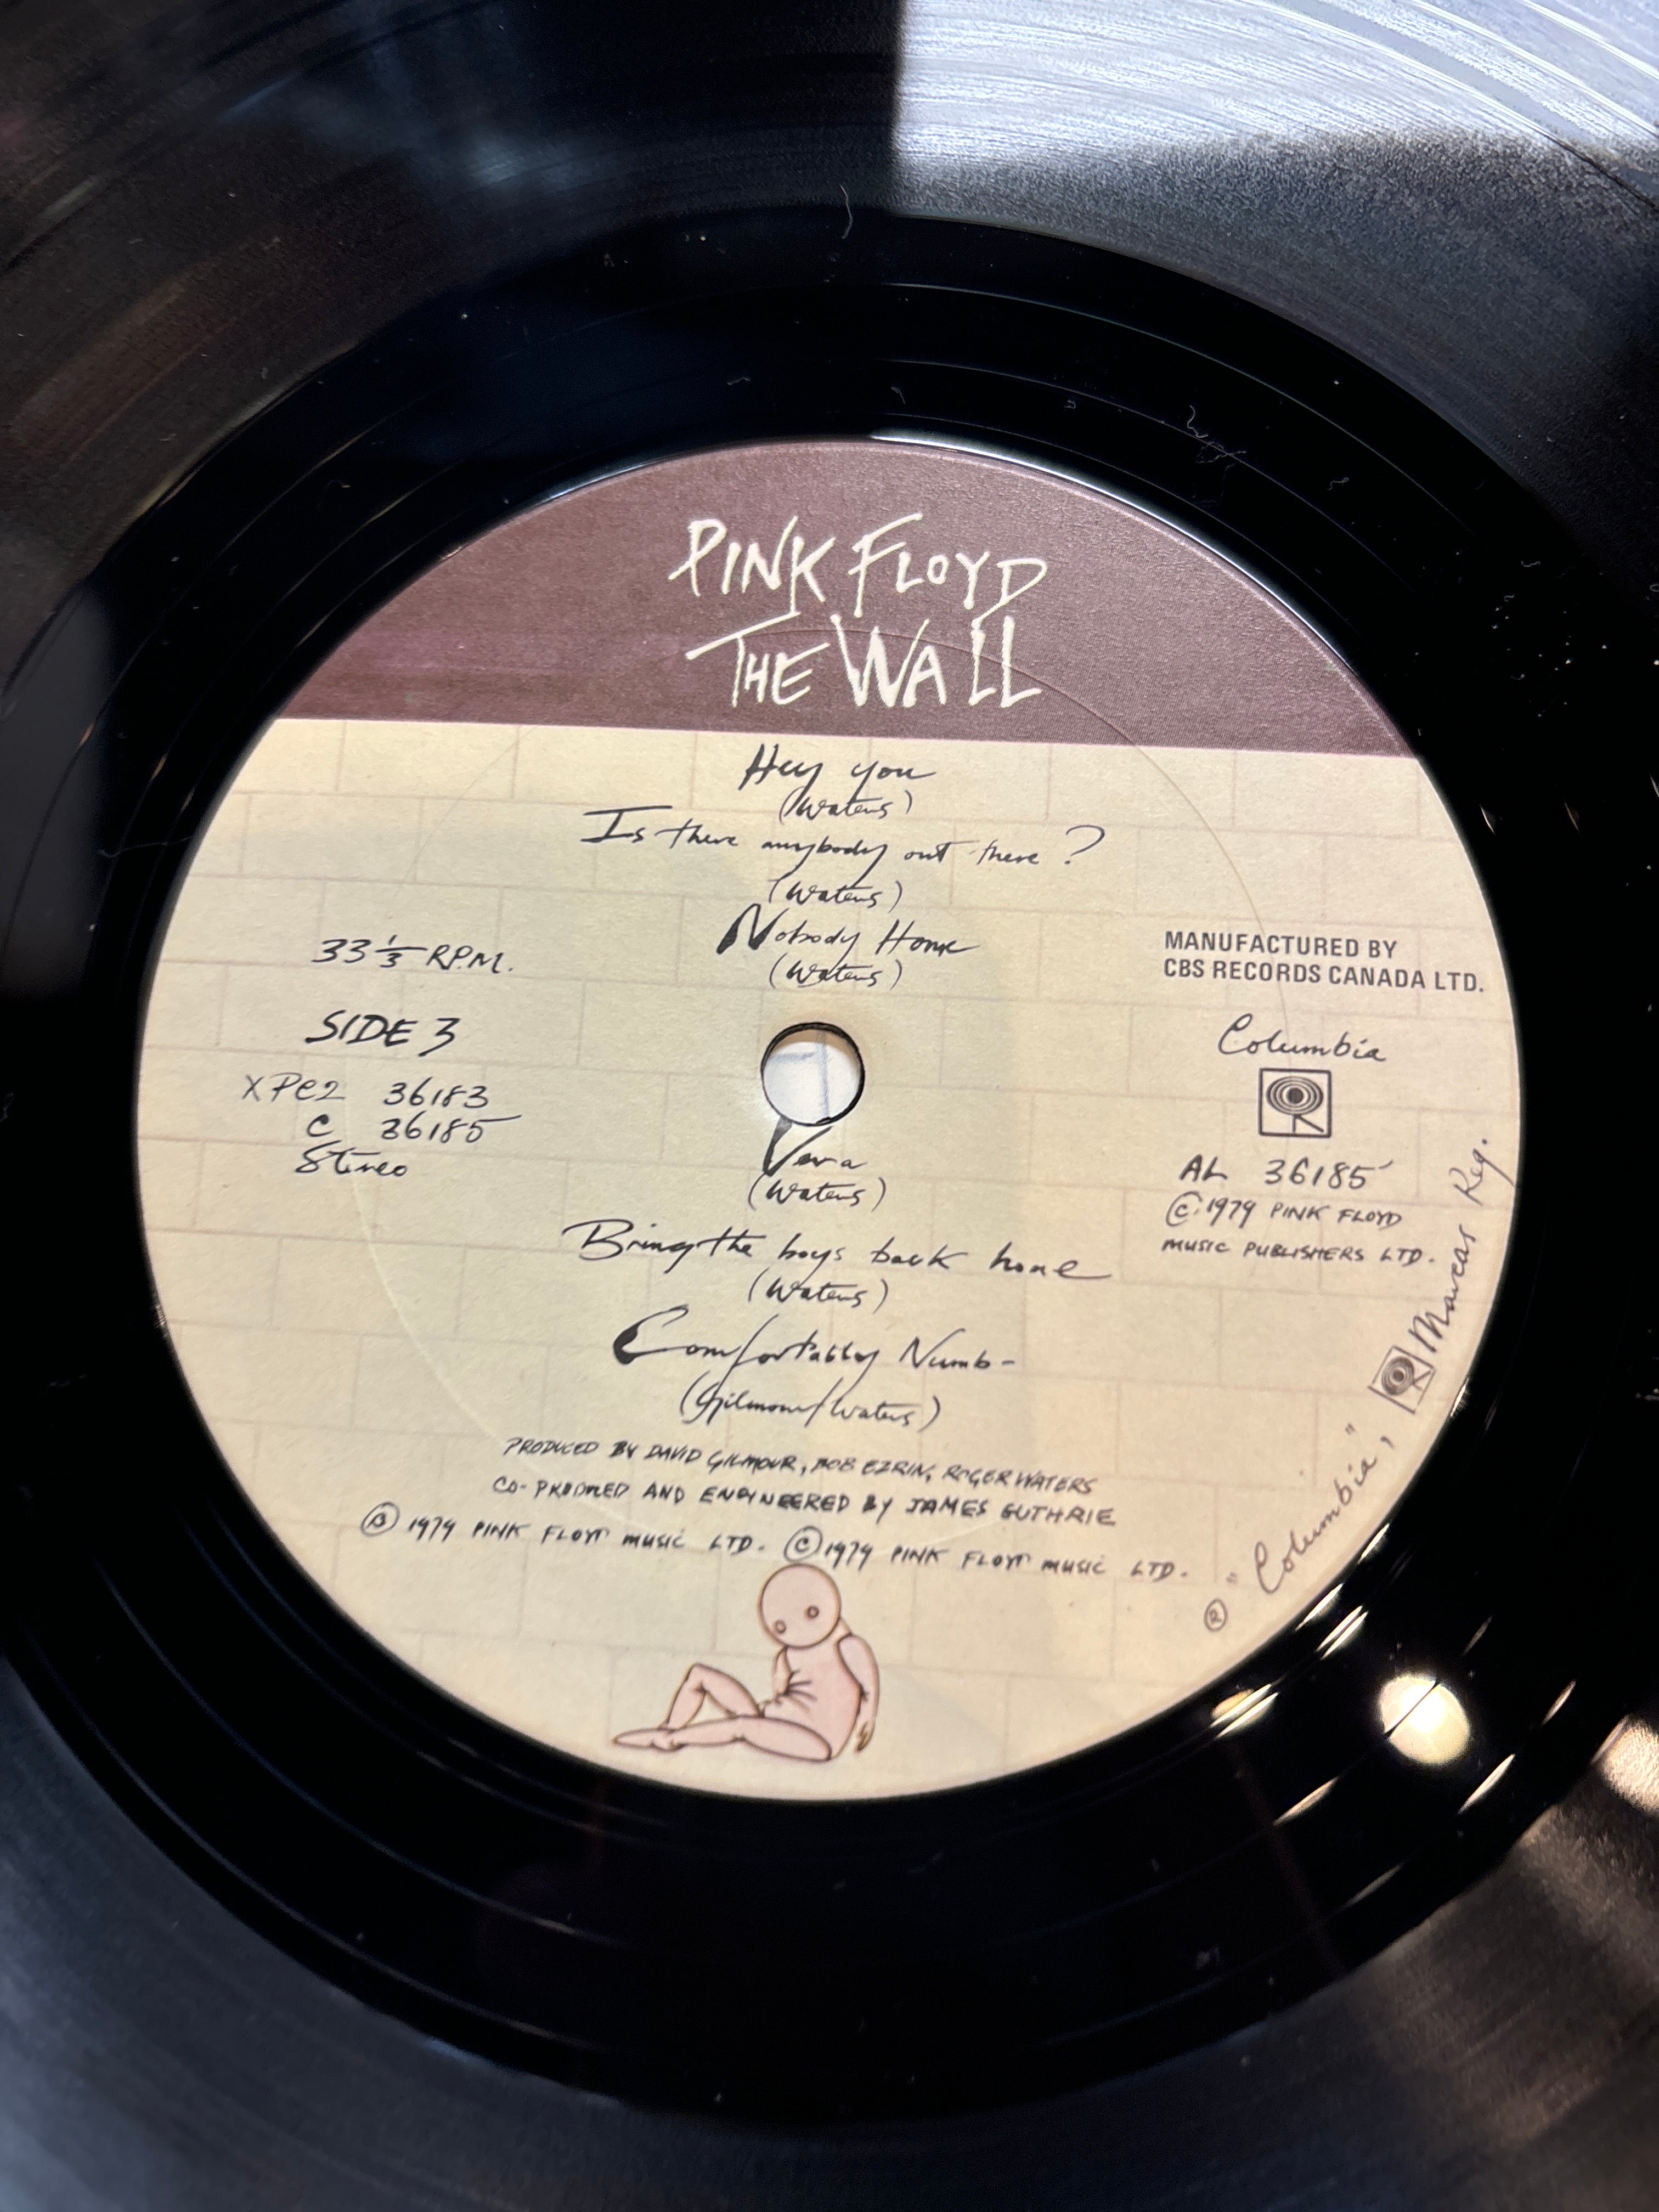 PINK FLOYD
THE WALL
Hey you
(Waters)
Is there anybody out there ?
(Waters)
Nobody Home
(Waters)
33 1/3 R.P.M.
SIDE 3
XPC2 36183
C 36185
Stereo
MANUFACTURED BY
CBS RECORDS CANADA LTD.
Columbia
AL 36185
© 1979 PINK FLOYD
MUSIC PUBLISHERS LTD.
Vera
(Waters)
Bring the boys back home
(Waters)
Comfortably Numb-
(Gilmour/Waters)
PRODUCED BY DAVID GILMOUR, BOB EZRIN, ROGER WATERS
CO-PRODUCED AND ENGINEERED BY JAMES GUTHRIE
℗ 1979 PINK FLOYD MUSIC LTD. © 1979 PINK FLOYD MUSIC LTD.
® "Columbia", Marcas Reg.